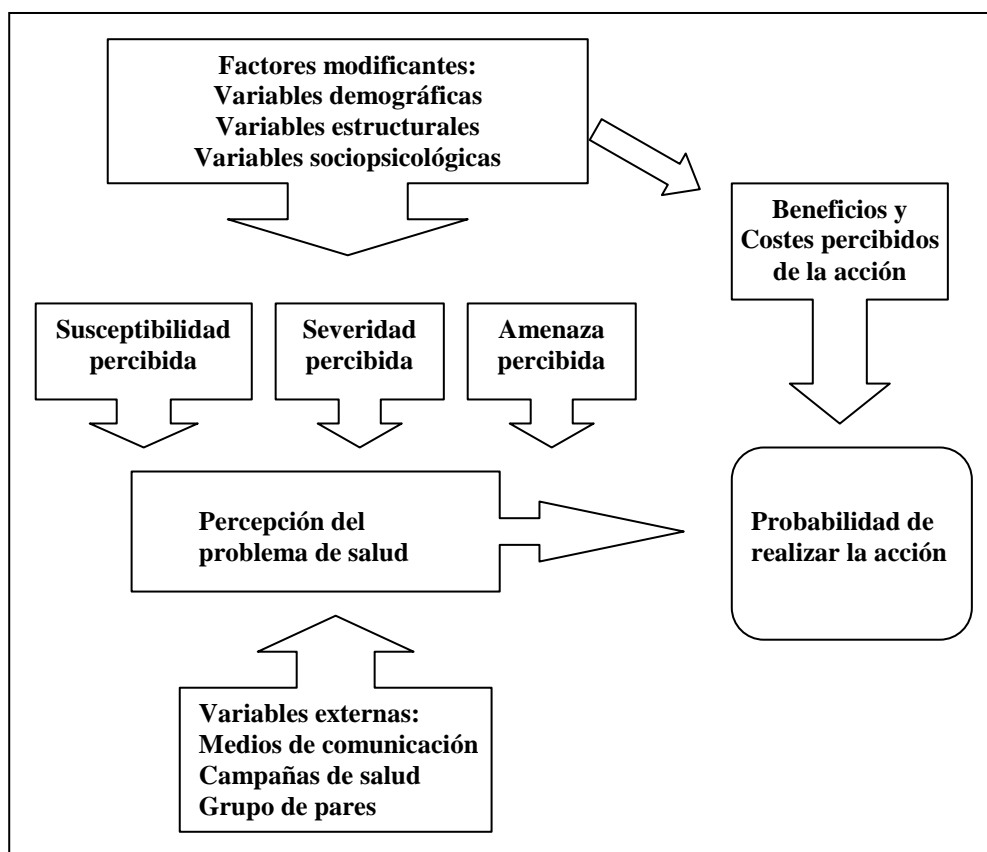 Factores modificantes:
Variables demográficas
Variables estructurales
Variables sociopsicológicas
Beneficios y
Costes percibidos
de la acción
Susceptibilidad
percibida
Severidad
percibida
Amenaza
percibida
Percepción del
problema de salud
Probabilidad de
realizar la acción
Variables externas:
Medios de comunicación
Campañas de salud
Grupo de pares